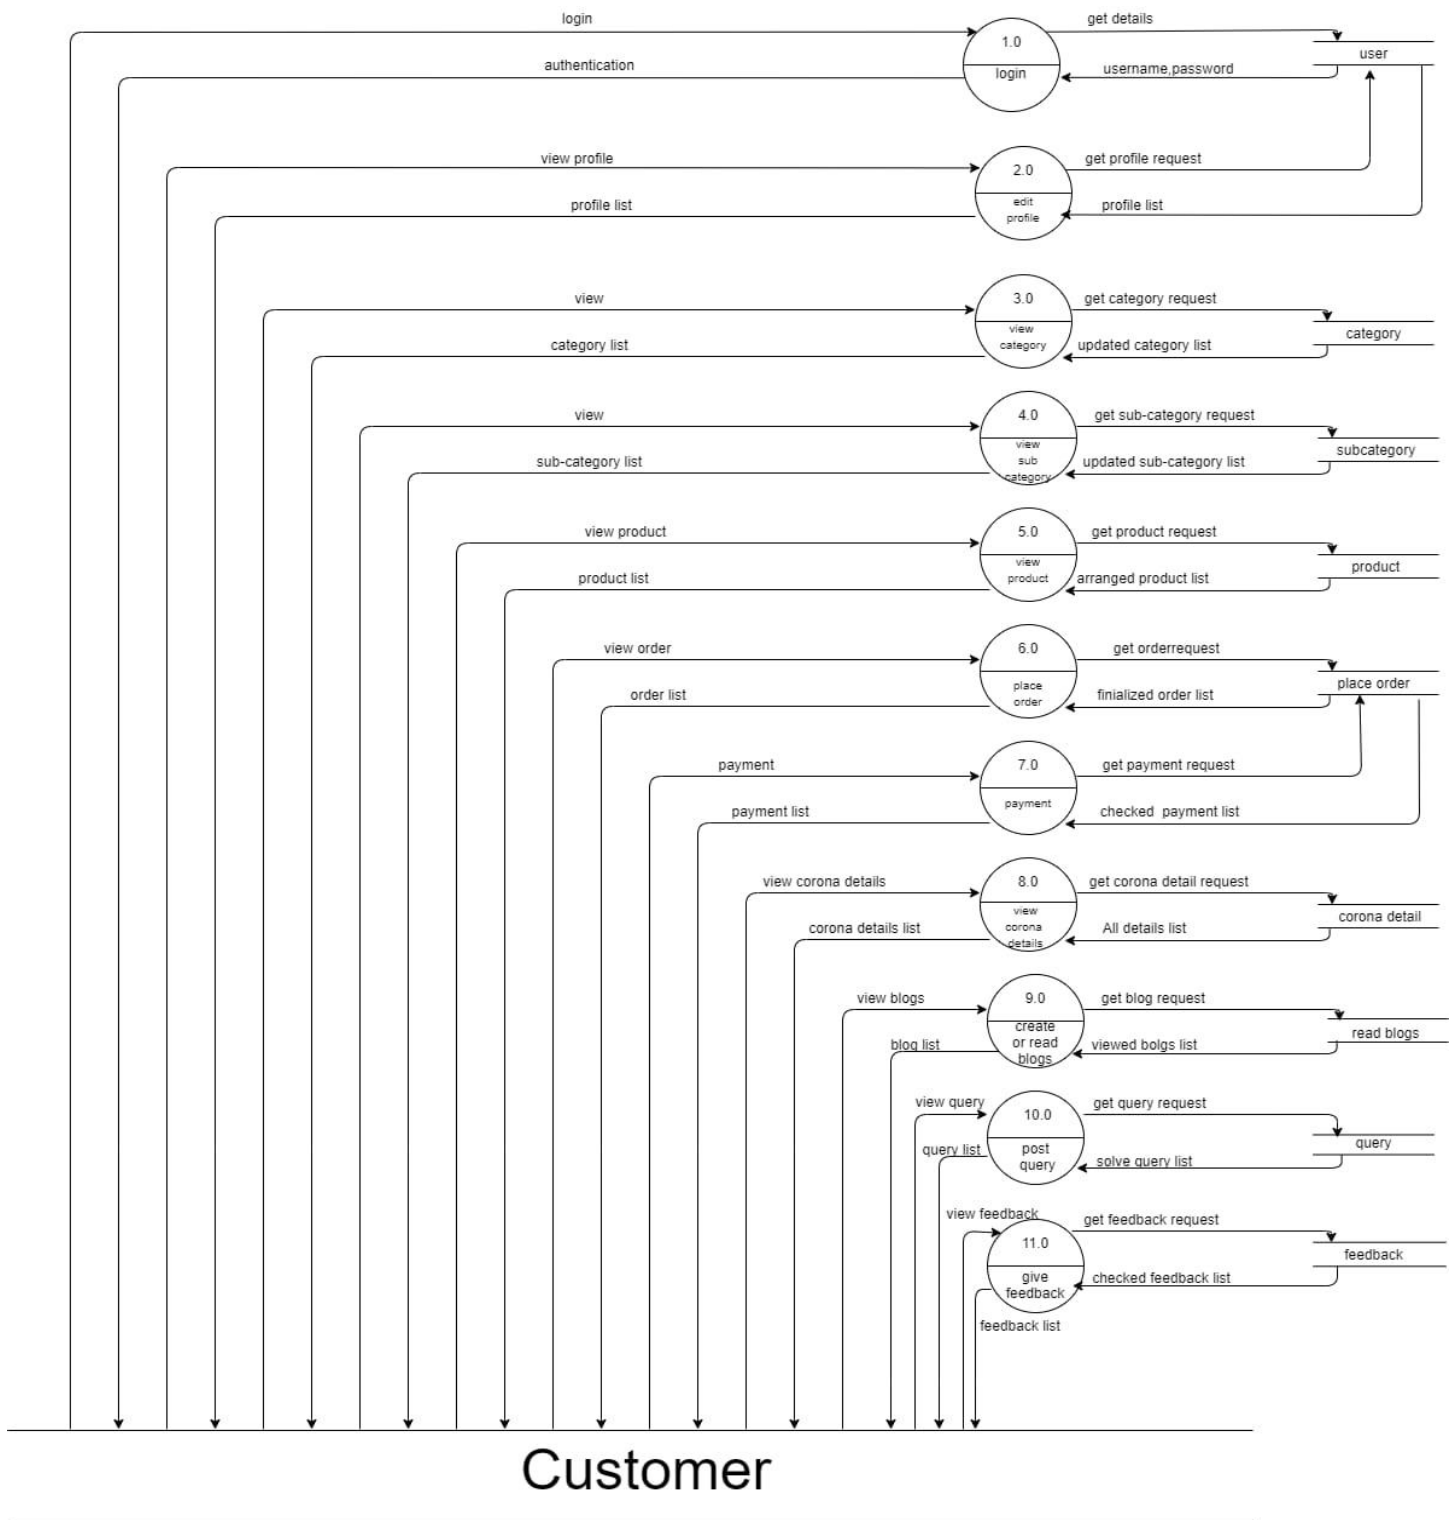 login
get details
1.0
login
user
authentication
username,password
view profile
get profile request
2.0
edit
profile
profile list
profile list
view
get category request
3.0
view
category
category
category list
updated category list
view
get sub-category request
4.0
view
sub
category
subcategory
sub-category list
updated sub-category list
view product
get product request
5.0
view
product
product
product list
arranged product list
view order
get orderrequest
6.0
place
order
place order
order list
finialized order list
payment
get payment request
7.0
payment
payment list
checked payment list
view corona details
get corona detail request
8.0
view
corona
details
corona detail
corona details list
All details list
view blogs
get blog request
9.0
create
or read
blogs
read blogs
blog list
viewed bolgs list
view query
get query request
10.0
post
query
query
query list
solve query list
view feedback
get feedback request
11.0
give
feedback
feedback
checked feedback list
feedback list
Customer